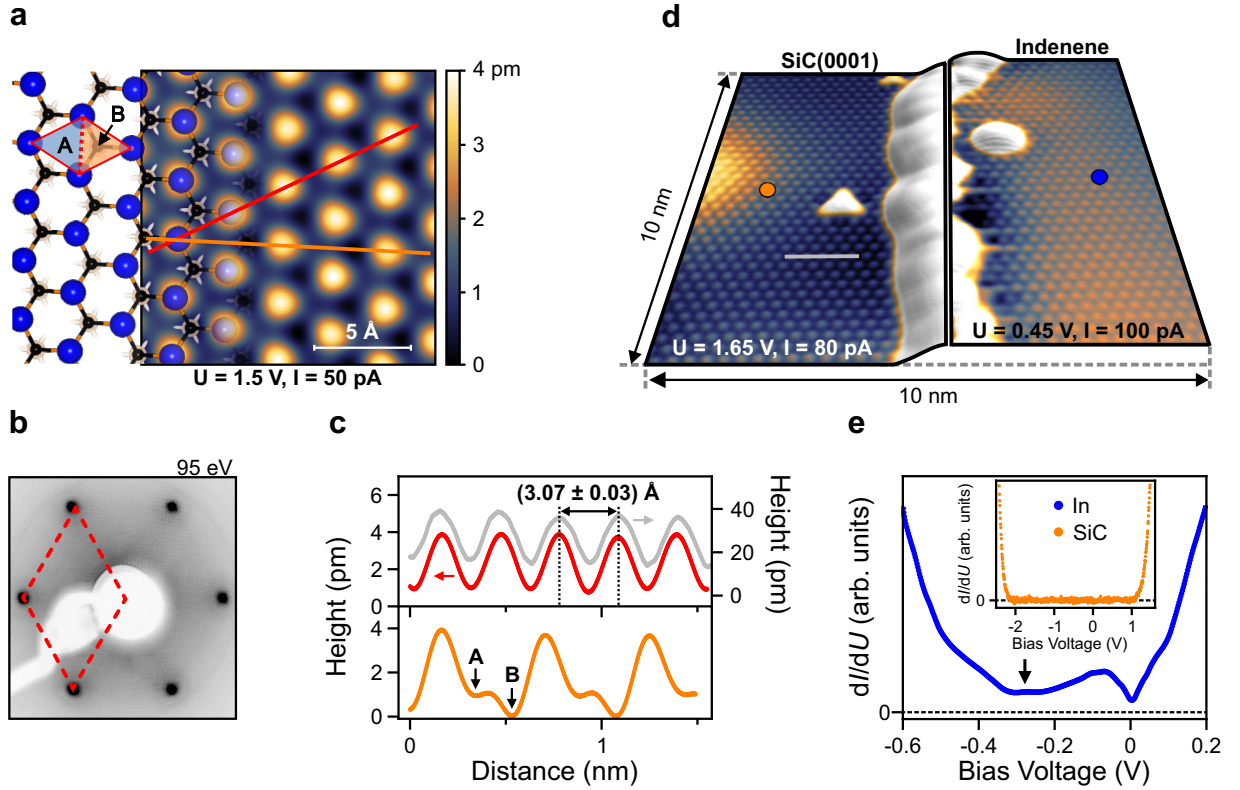 a
A
B
4 pm
3
2
1
0
5 Å
U = 1.5 V, I = 50 pA
b
95 eV
c
Height (pm)
6
4
2
0
4
2
0
(3.07 ± 0.03) Å
40
20
0
Height (pm)
A
B
0
1
Distance (nm)
d
SiC(0001)
Indenene
10 nm
U = 1.65 V, I = 80 pA
U = 0.45 V, I = 100 pA
10 nm
e
dI/dU (arb. units)
0
dI/dU (arb. units)
0
In
SiC
-2
-1
0
1
Bias Voltage (V)
-0.6
-0.4
-0.2
0
0.2
Bias Voltage (V)